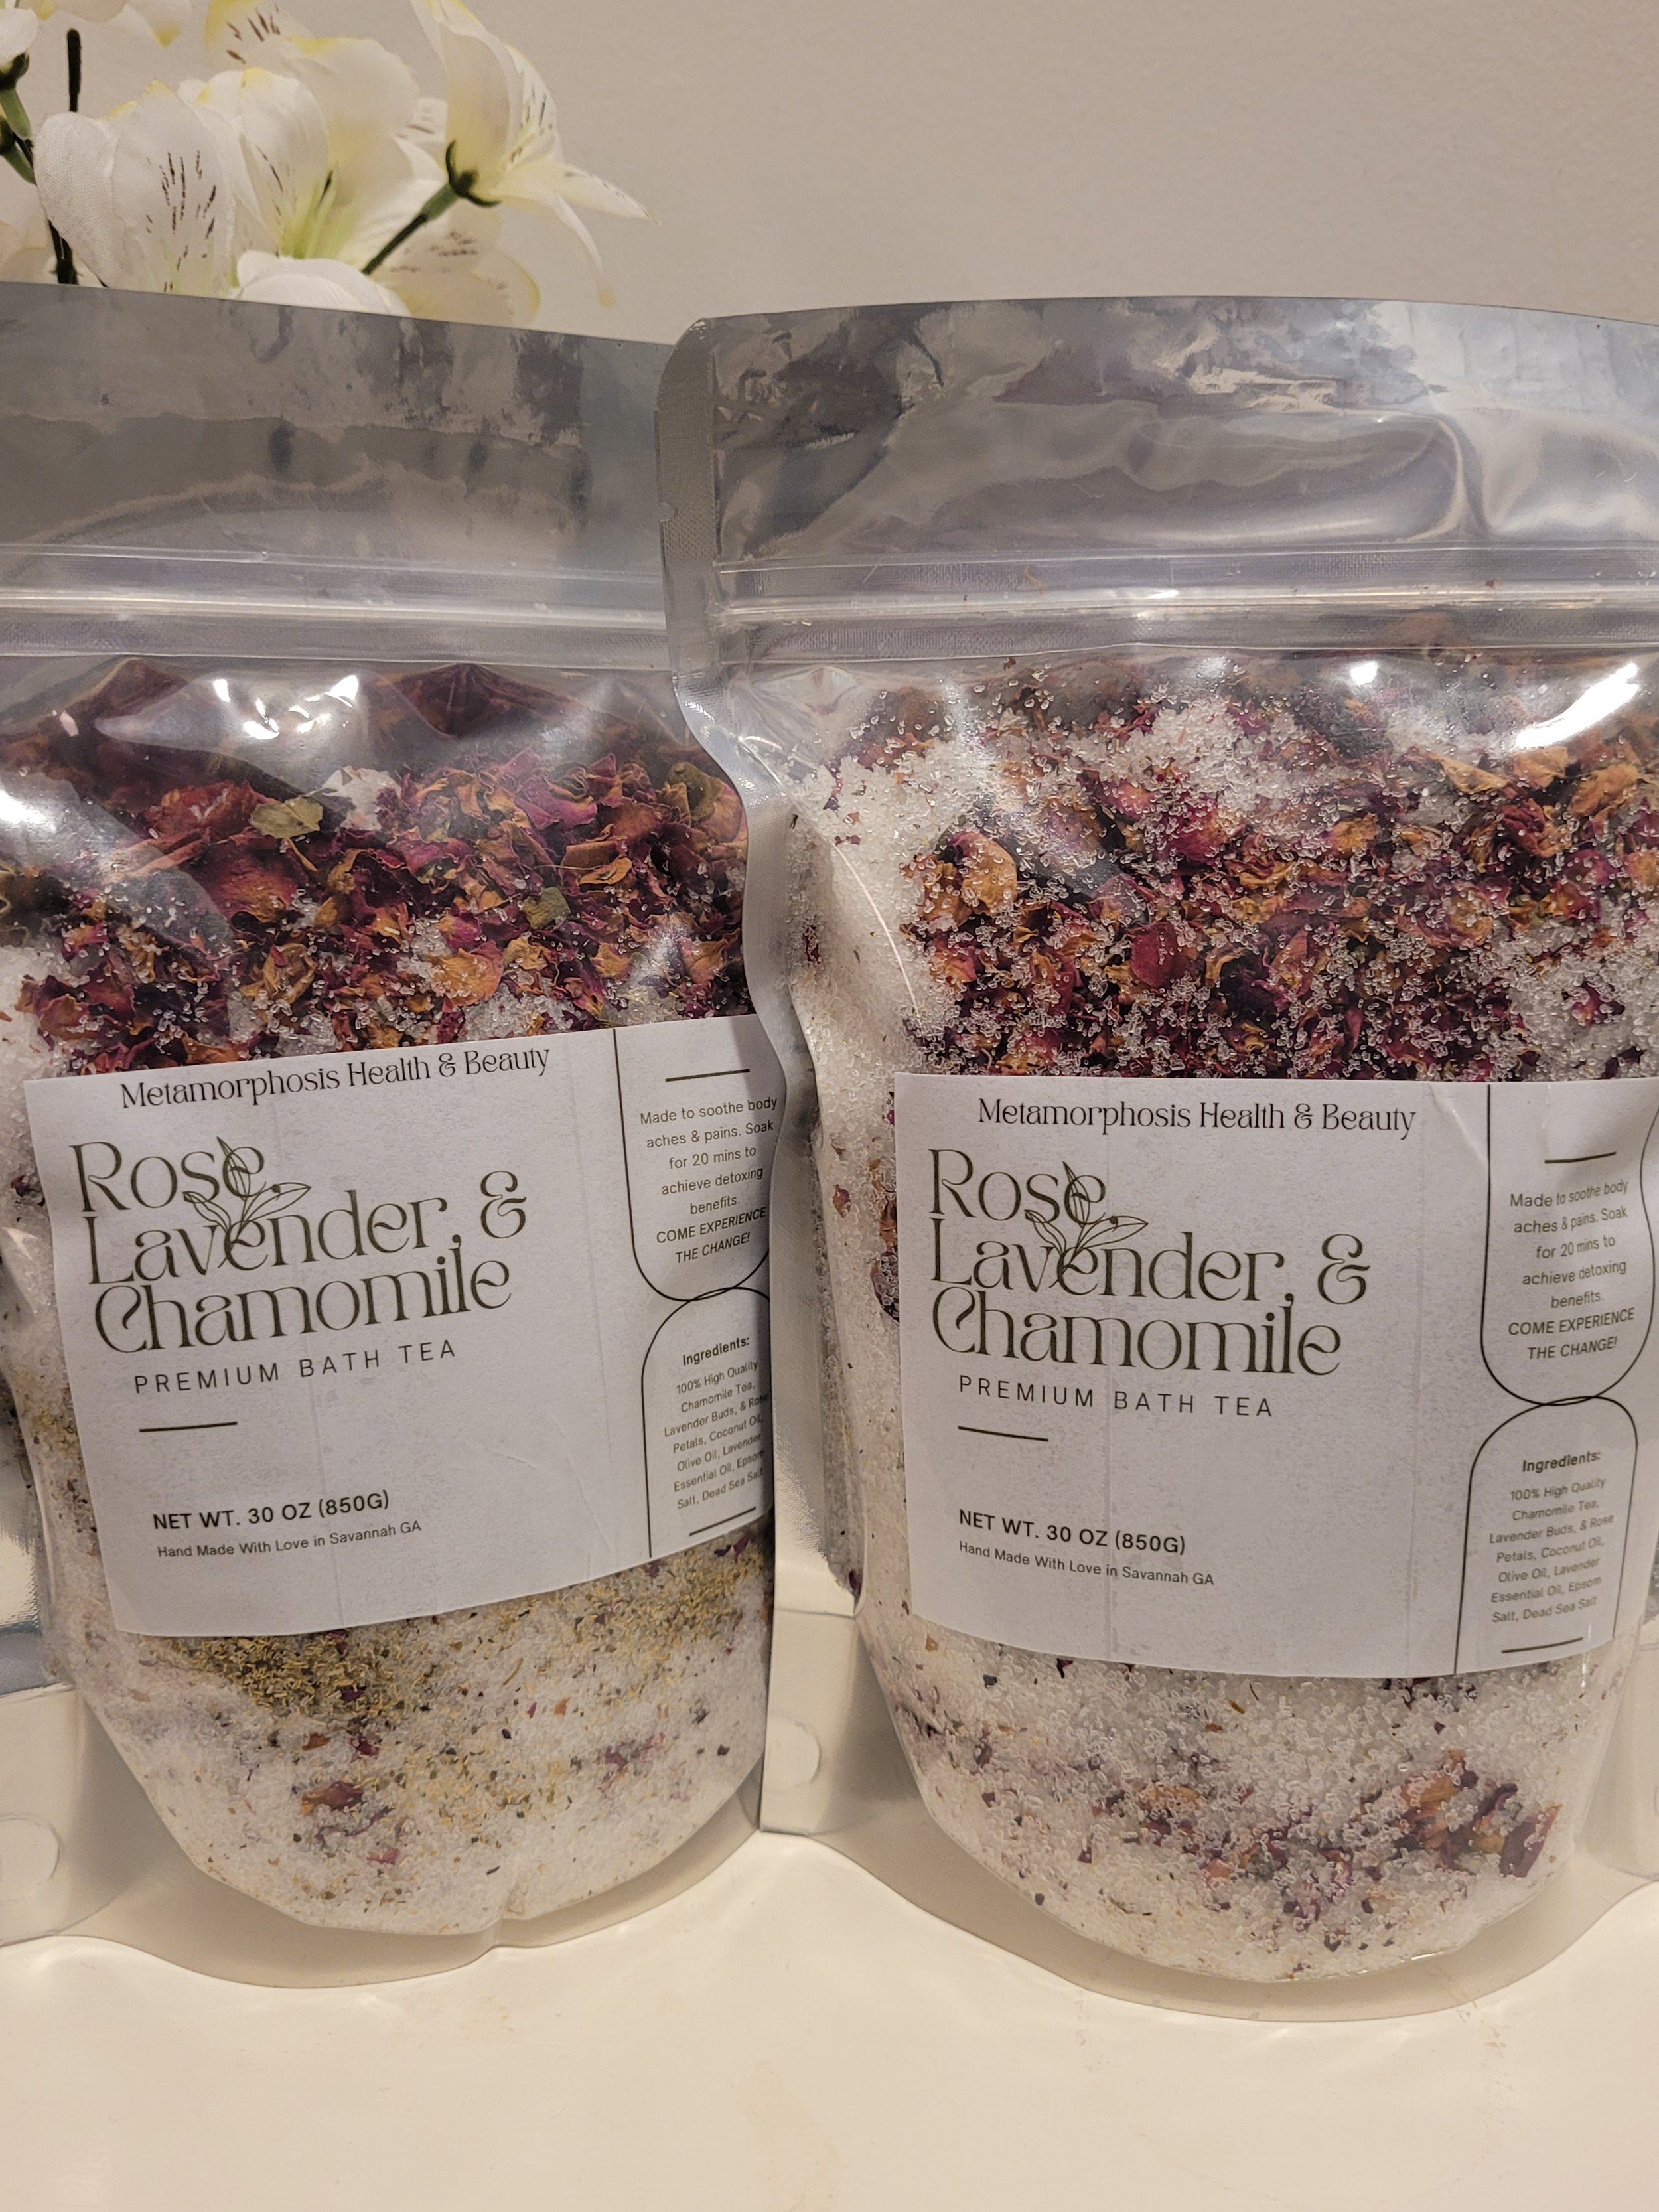 Metamorphosis Health & Beauty
Rose,
Lavender, &
Chamomile
PREMIUM BATH TEA
NET WT. 30 OZ (850G)
Hand Made With Love in Savannah GA
Made to soothe body
aches & pains. Soak
for 20 mins to
achieve detoxing
benefits.
COME EXPERIENCE
THE CHANGE!
Ingredients:
100% High Quality
Chamomile Tea,
Lavender Buds, & Rose
Petals, Coconut Oil,
Olive Oil, Lavender
Essential Oil, Epsom
Salt, Dead Sea Salt
Metamorphosis Health & Beauty
Rose,
Lavender, &
Chamomile
PREMIUM BATH TEA
NET WT. 30 OZ (850G)
Hand Made With Love in Savannah GA
Made to soothe body
aches & pains. Soak
for 20 mins to
achieve detoxing
benefits.
COME EXPERIENCE
THE CHANGE!
Ingredients:
100% High Quality
Chamomile Tea,
Lavender Buds, & Rose
Petals, Coconut Oil,
Olive Oil, Lavender
Essential Oil, Epsom
Salt, Dead Sea Salt